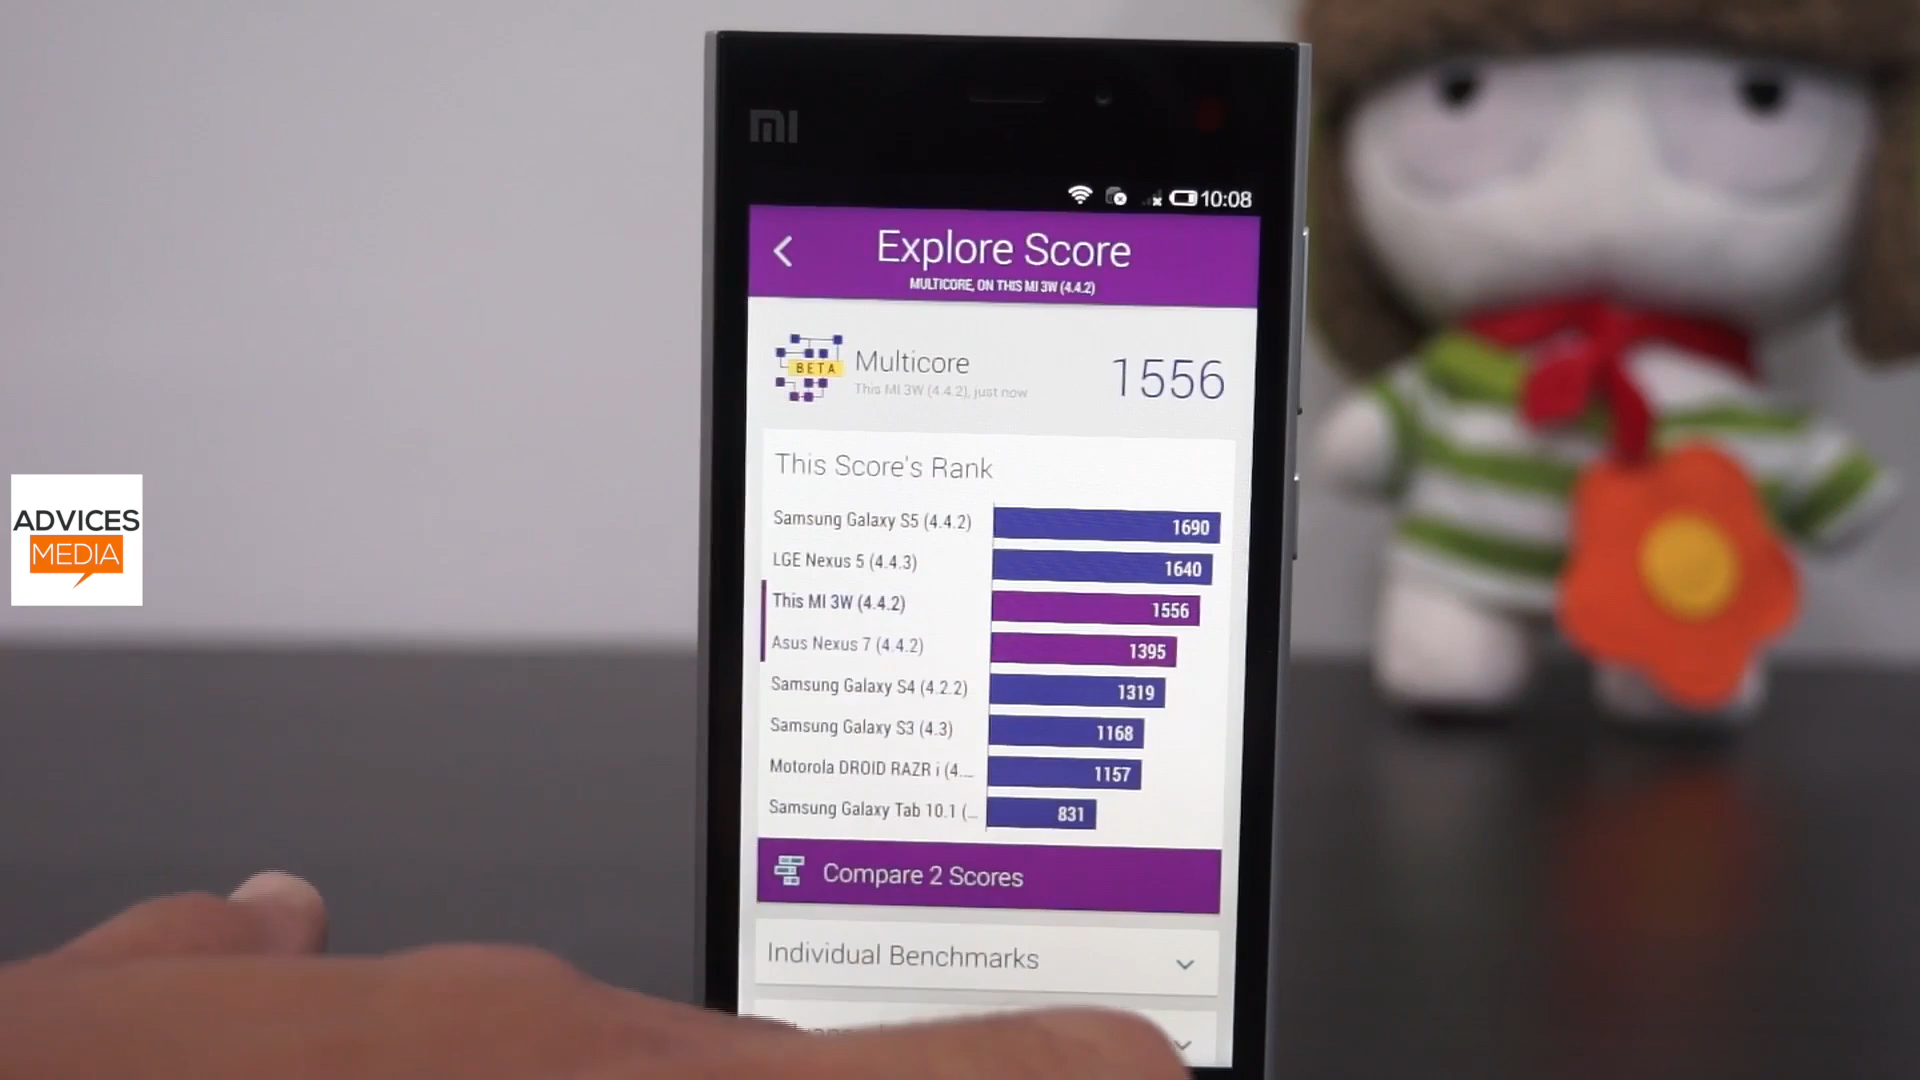 MI
10:08
Explore Score
MULTICORE, ON THIS MI 3W (4.4.2)
BETA
Multicore
This MI 3W (4.4.2), just now
1556
This Score's Rank
Samsung Galaxy S5 (4.4.2) 1690
LGE Nexus 5 (4.4.3) 1640
This MI 3W (4.4.2) 1556
Asus Nexus 7 (4.4.2) 1395
Samsung Galaxy S4 (4.2.2) 1319
Samsung Galaxy S3 (4.3) 1168
Motorola DROID RAZR i (4.... 1157
Samsung Galaxy Tab 10.1 (... 831
Compare 2 Scores
Individual Benchmarks
ADVICES
MEDIA